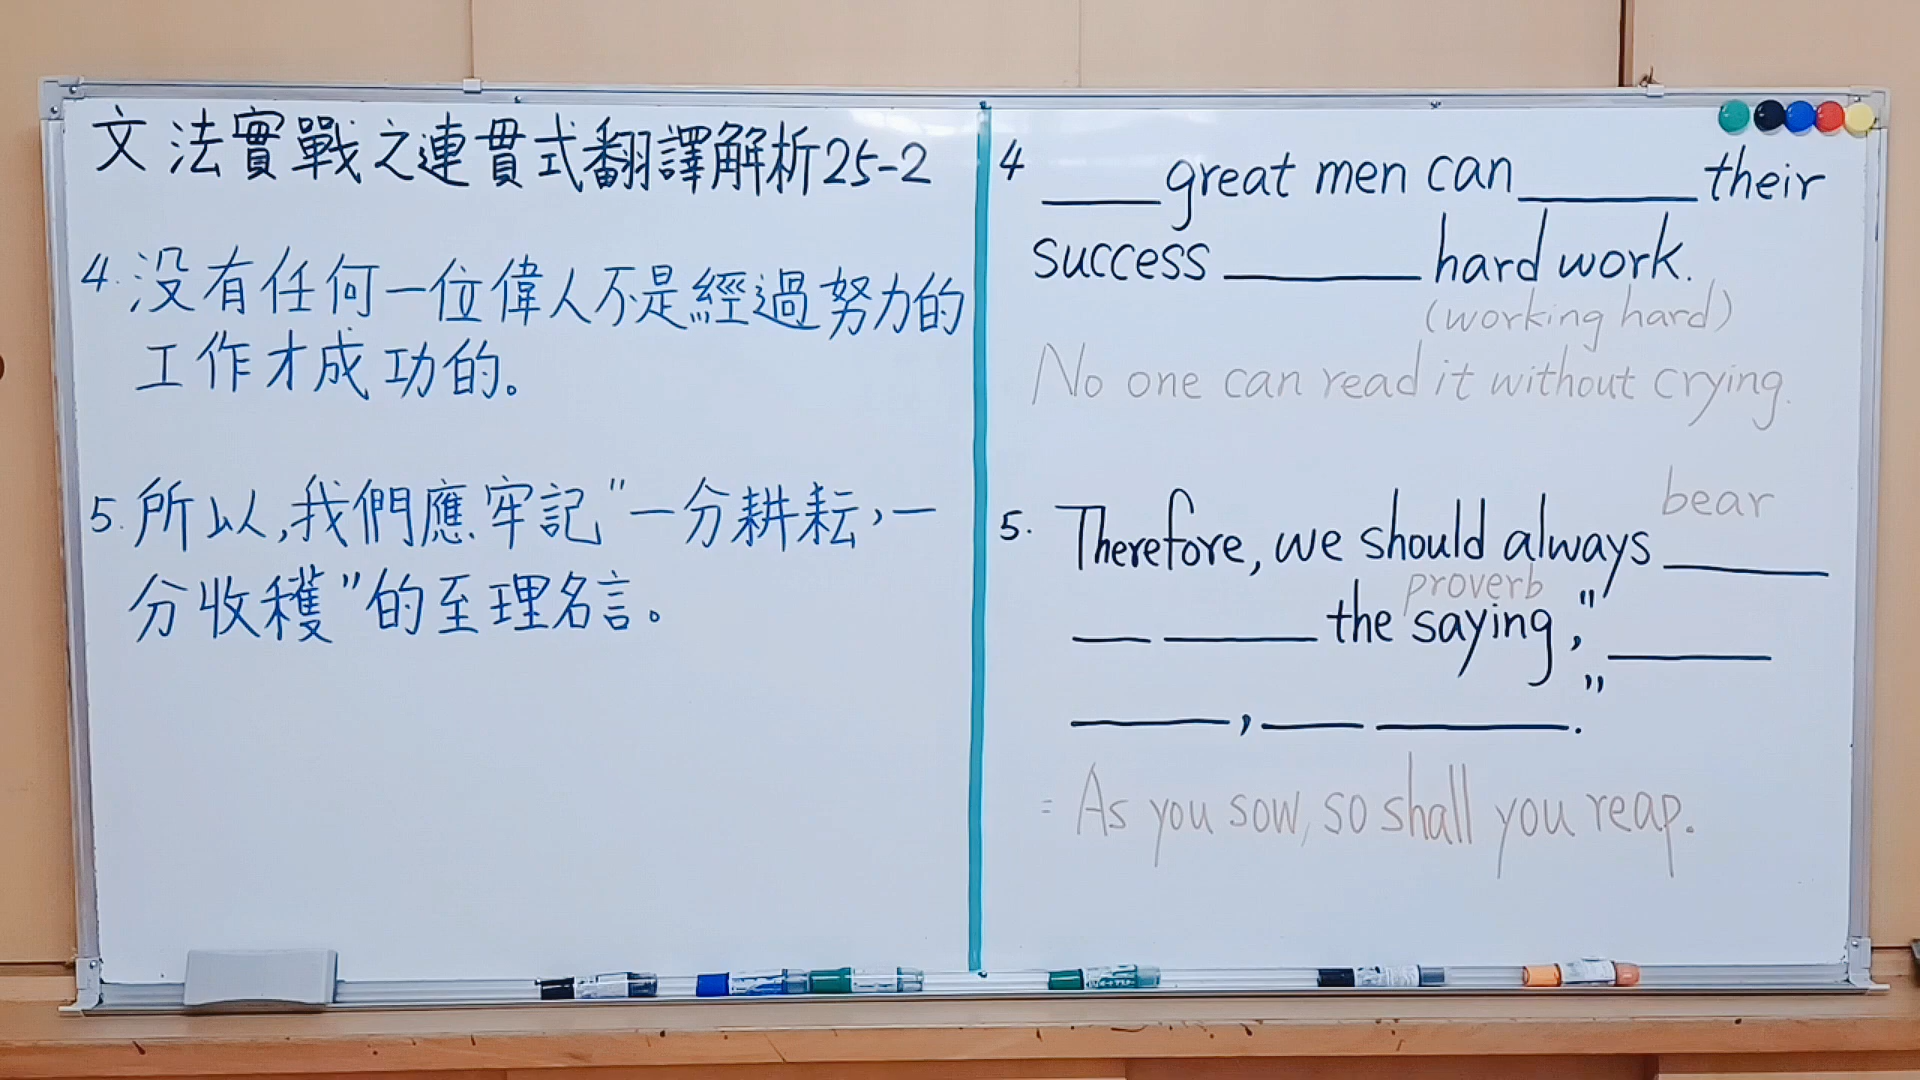 文法實戰之連貫式翻譯解析25-2
4. 没有任何一位偉人不是經過努力的
工作才成功的。
5. 所以,我們應牢記"一分耕耘,一
分收穫"的至理名言。
4 ____ great men can ______ their
success ______ hard work.
(working hard)
No one can read it without crying.
bear
5. Therefore, we should always ______
proverb
___ _____ the saying, "______
______, ____ ______."
= As you sow, so shall you reap.